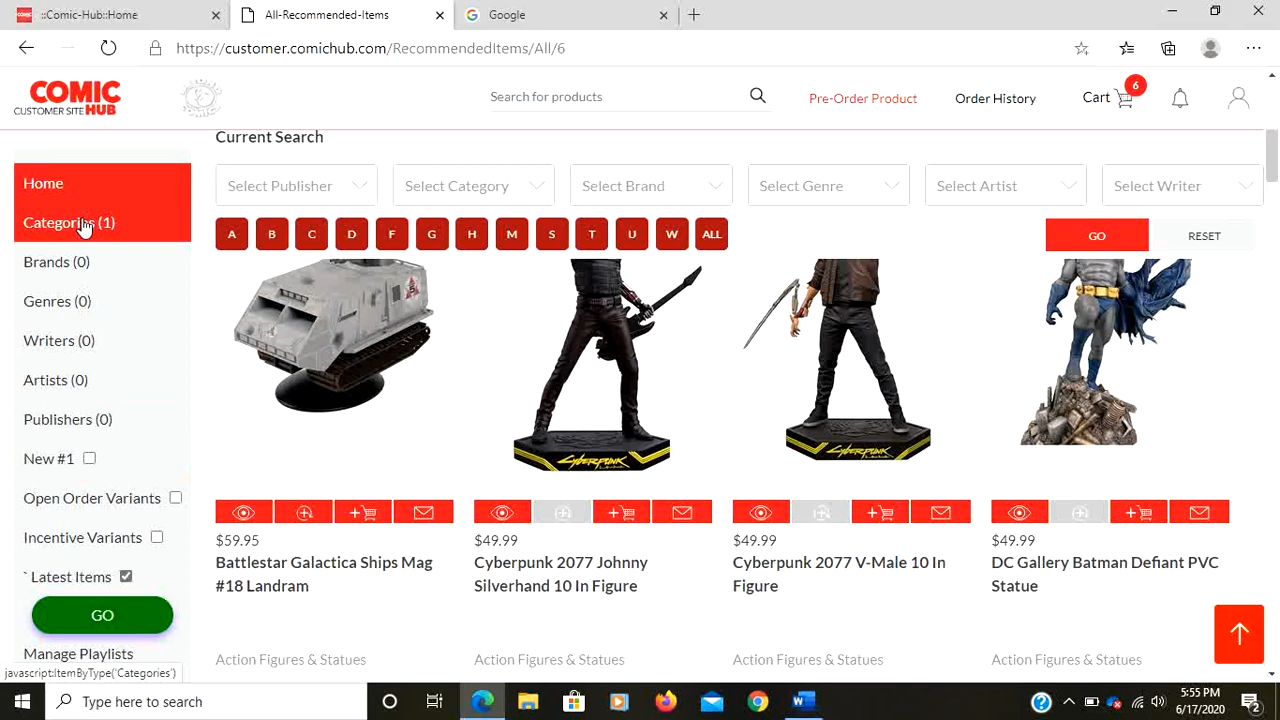 ::Comic-Hub::Home
All-Recommended-Items
Google
https://customer.comichub.com/RecommendedItems/All/6
COMIC
CUSTOMER SITE HUB
Search for products
Pre-Order Product
Order History
Cart
6
Current Search
Home
Categories (1)
Brands (0)
Genres (0)
Writers (0)
Artists (0)
Publishers (0)
New #1
Open Order Variants
Incentive Variants
` Latest Items
GO
Manage Playlists
Select Publisher
Select Category
Select Brand
Select Genre
Select Artist
Select Writer
A B C D F G H M S T U W ALL
GO
RESET
CYBERPUNK
CYBERPUNK
$59.95
Battlestar Galactica Ships Mag
#18 Landram
Action Figures & Statues
$49.99
Cyberpunk 2077 Johnny
Silverhand 10 In Figure
Action Figures & Statues
$49.99
Cyberpunk 2077 V-Male 10 In
Figure
Action Figures & Statues
$49.99
DC Gallery Batman Defiant PVC
Statue
Action Figures & Statues
javascript:ItemByType('Categories')
Type here to search
5:55 PM
6/17/2020
2